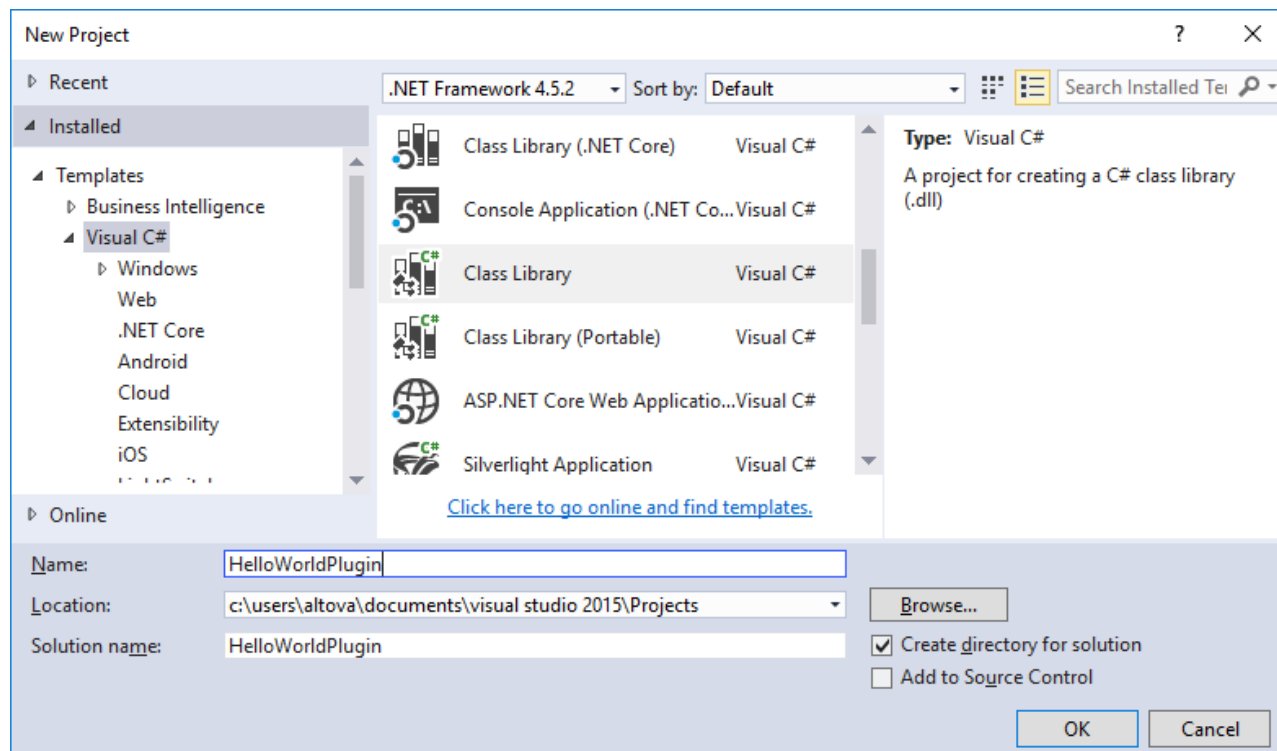 New Project
?
Recent
Installed
Templates
Business Intelligence
Visual C#
Windows
Web
.NET Core
Android
Cloud
Extensibility
iOS
Online
.NET Framework 4.5.2 Sort by: Default Search Installed Te
Class Library (.NET Core) Visual C#
Console Application (.NET Co... Visual C#
Class Library Visual C#
Class Library (Portable) Visual C#
ASP.NET Core Web Applicatio... Visual C#
Silverlight Application Visual C#
Click here to go online and find templates.
Type: Visual C#
A project for creating a C# class library
(.dll)
Name: HelloWorldPlugin
Location: c:\users\altova\documents\visual studio 2015\Projects Browse...
Solution name: HelloWorldPlugin
Create directory for solution
Add to Source Control
OK Cancel